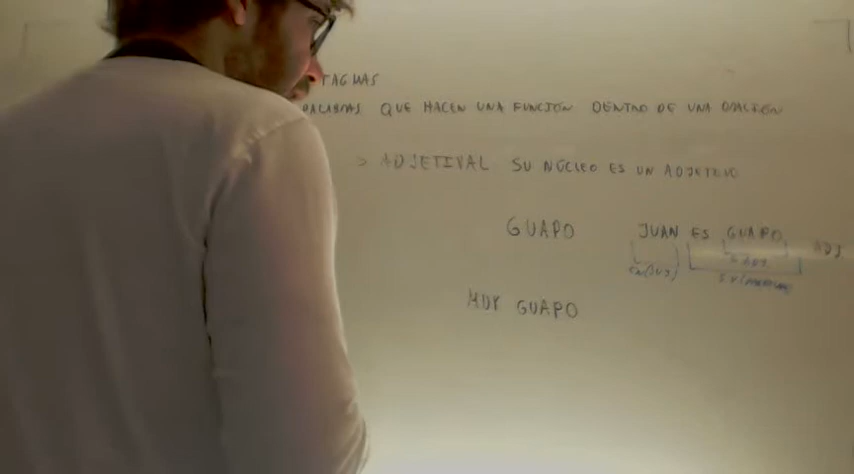 TAGMAS
PALABRAS QUE HACEN UNA FUNCIÓN DENTRO DE UNA ORACIÓN
> ADJETIVAL SU NÚCLEO ES UN ADJETIVO
GUAPO JUAN ES GUAPO
ADJ
MUY GUAPO